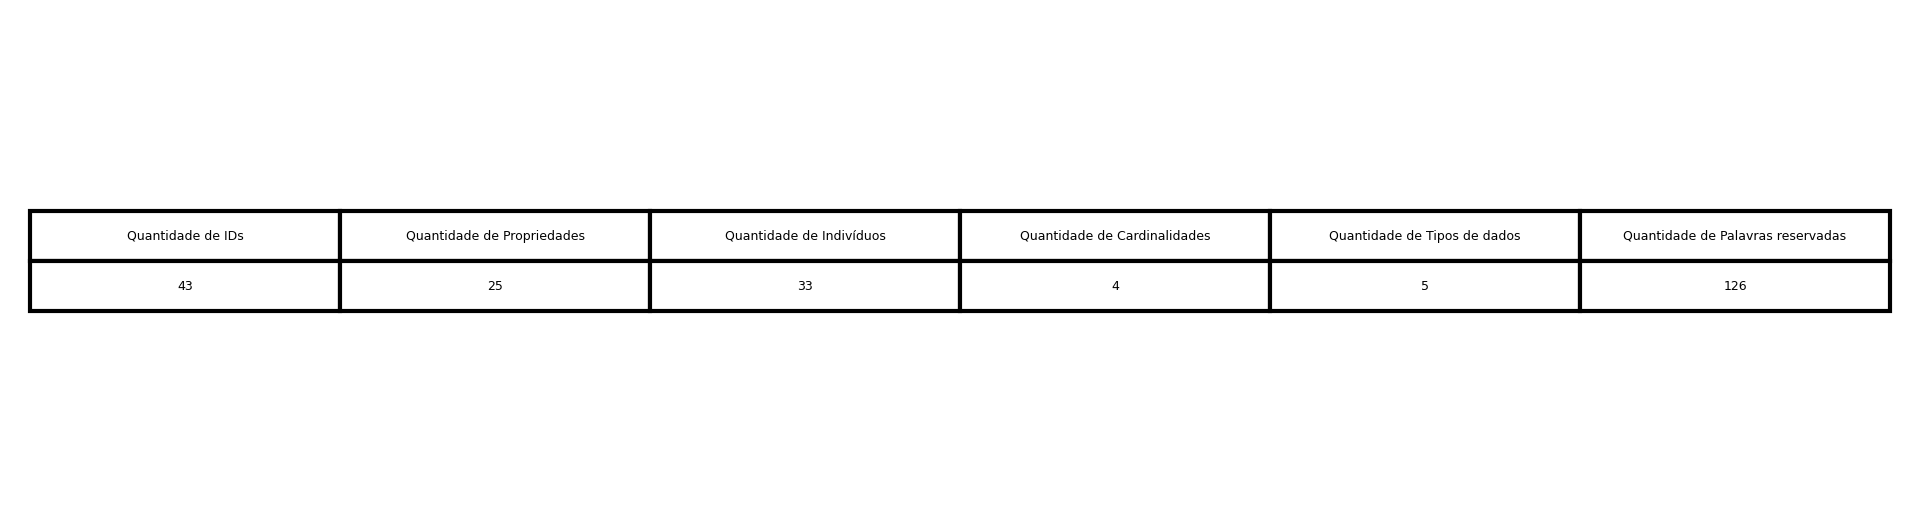 Quantidade de IDs Quantidade de Propriedades Quantidade de Indivíduos Quantidade de Cardinalidades Quantidade de Tipos de dados Quantidade de Palavras reservadas
43 25 33 4 5 126